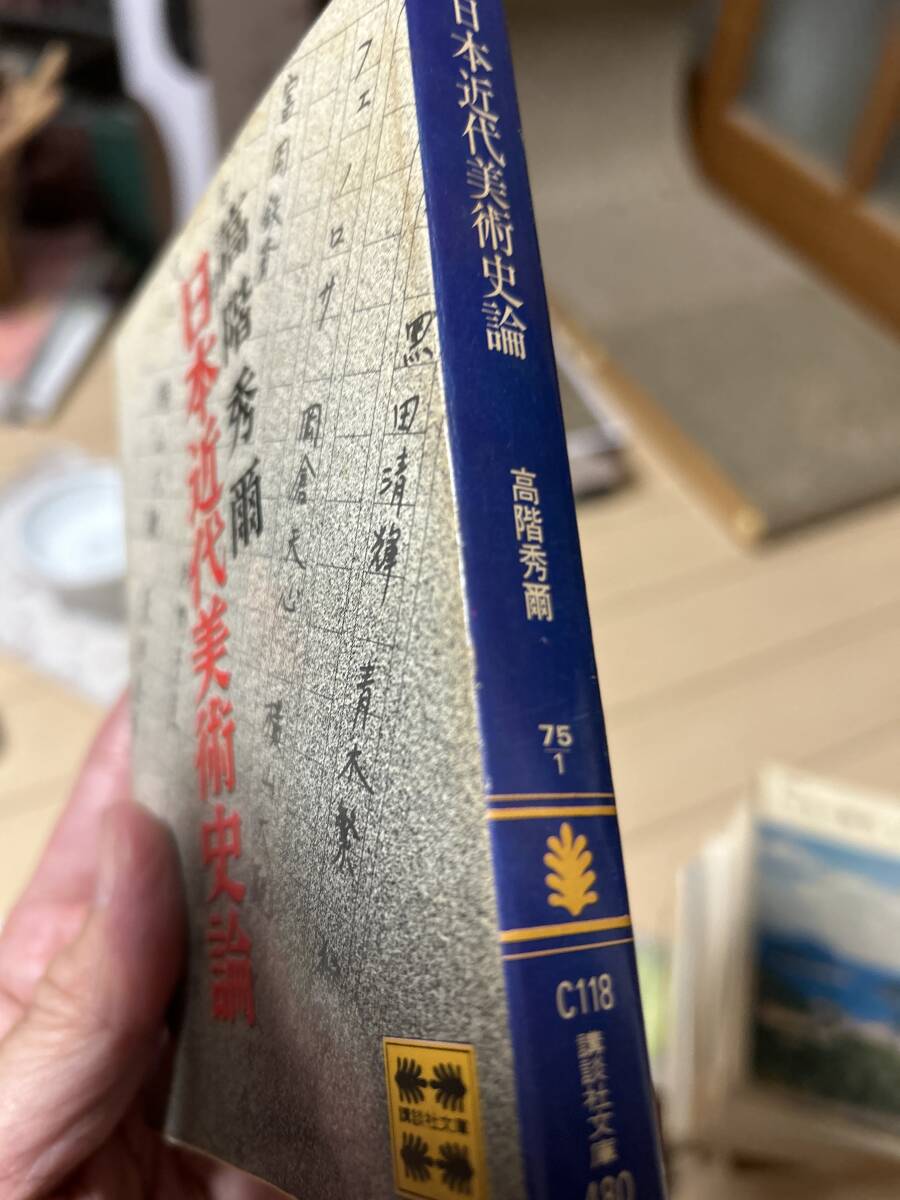 日本近代美術史論
高階秀爾
75
1
C118
講談社文庫
480
黒田清輝
青木繁
フェノロサ
岡倉天心
高階秀爾
日本近代美術史論
講談社文庫